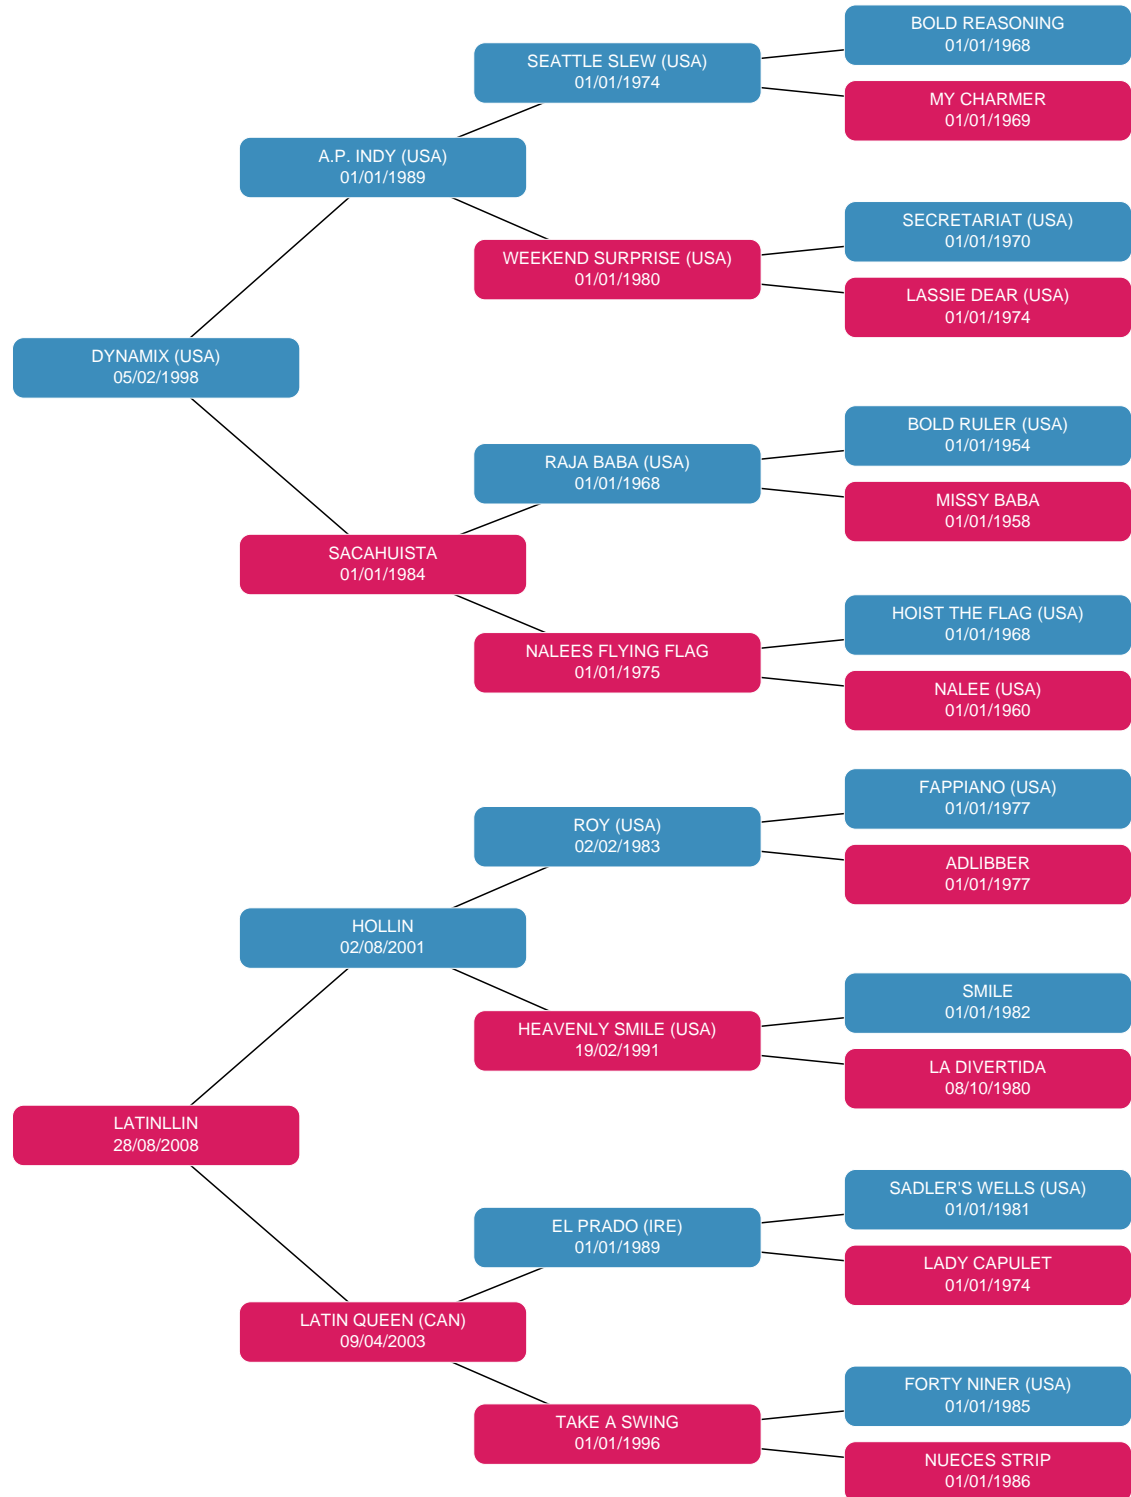 BOLD REASONING
01/01/1968
SEATTLE SLEW (USA)
01/01/1974
MY CHARMER
01/01/1969
A.P. INDY (USA)
01/01/1989
SECRETARIAT (USA)
01/01/1970
WEEKEND SURPRISE (USA)
01/01/1980
LASSIE DEAR (USA)
01/01/1974
DYNAMIX (USA)
05/02/1998
BOLD RULER (USA)
01/01/1954
RAJA BABA (USA)
01/01/1968
MISSY BABA
01/01/1958
SACAHUISTA
01/01/1984
HOIST THE FLAG (USA)
01/01/1968
NALEES FLYING FLAG
01/01/1975
NALEE (USA)
01/01/1960
FAPPIANO (USA)
01/01/1977
ROY (USA)
02/02/1983
ADLIBBER
01/01/1977
HOLLIN
02/08/2001
SMILE
01/01/1982
HEAVENLY SMILE (USA)
19/02/1991
LA DIVERTIDA
08/10/1980
LATINLLIN
28/08/2008
SADLER'S WELLS (USA)
01/01/1981
EL PRADO (IRE)
01/01/1989
LADY CAPULET
01/01/1974
LATIN QUEEN (CAN)
09/04/2003
FORTY NINER (USA)
01/01/1985
TAKE A SWING
01/01/1996
NUECES STRIP
01/01/1986